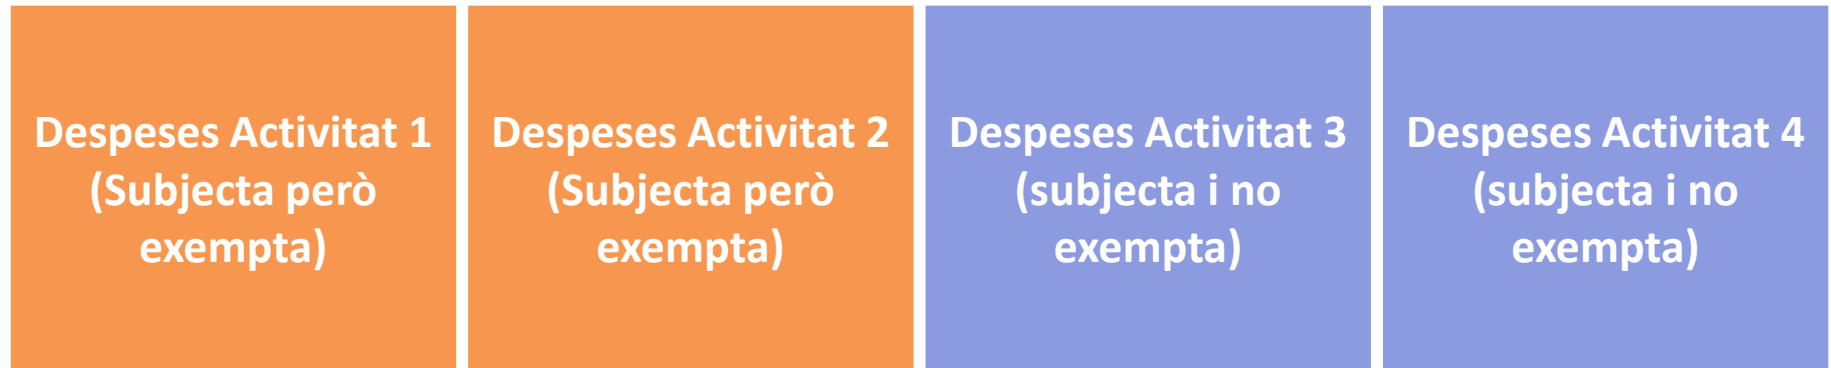 Despeses Activitat 1
(Subjecta però
exempta)
Despeses Activitat 2
(Subjecta però
exempta)
Despeses Activitat 3
(subjecta i no
exempta)
Despeses Activitat 4
(subjecta i no
exempta)